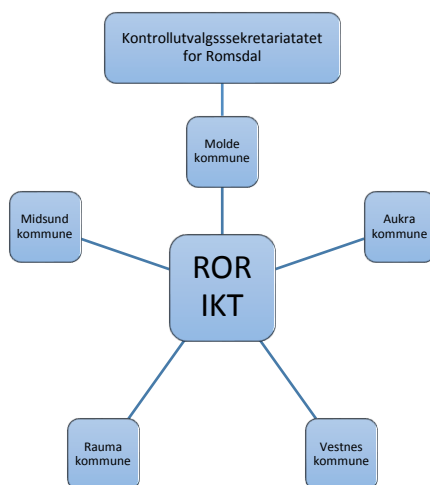 Kontrollutvalgsssekretariatatet
for Romsdal
Molde
kommune
Midsund
kommune
Aukra
kommune
ROR
IKT
Rauma
kommune
Vestnes
kommune